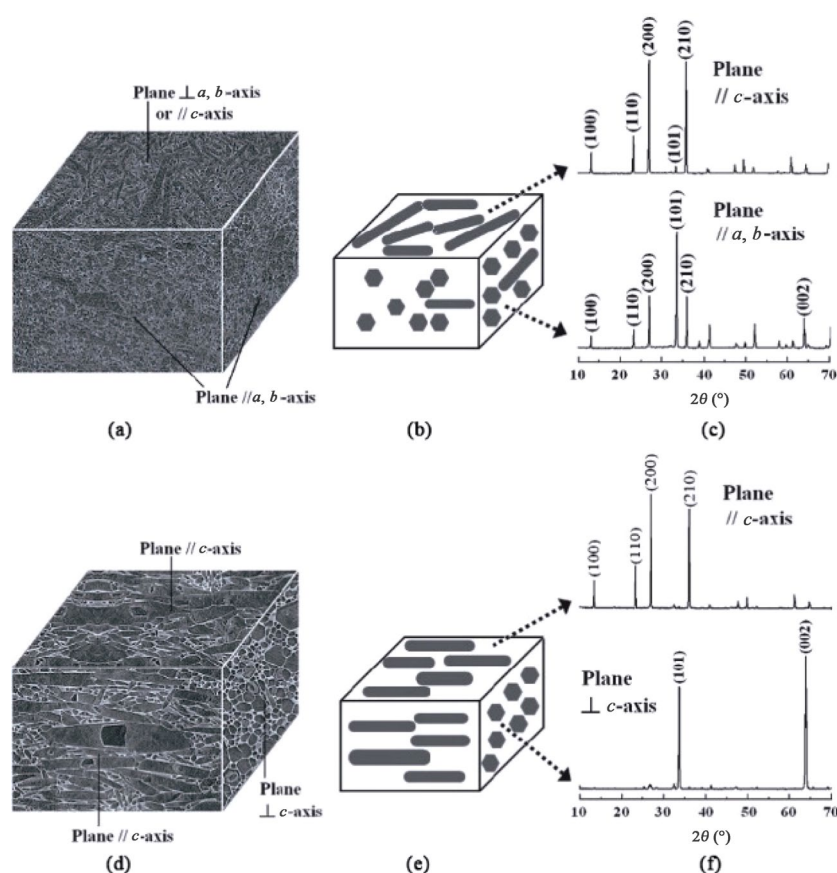 Plane ⊥ a, b-axis
or // c-axis
Plane // a, b-axis
(a)
(b)
(100)
(110)
(200)
(101)
(210)
Plane
// c-axis
(100)
(110)
(200)
(101)
(210)
(002)
Plane
// a, b-axis
10 20 30 40 50 60 70
2θ (°)
(c)
Plane // c-axis
Plane // c-axis
Plane
⊥ c-axis
(d)
(e)
(100)
(110)
(200)
(210)
Plane
// c-axis
(101)
(002)
Plane
⊥ c-axis
10 20 30 40 50 60 70
2θ (°)
(f)